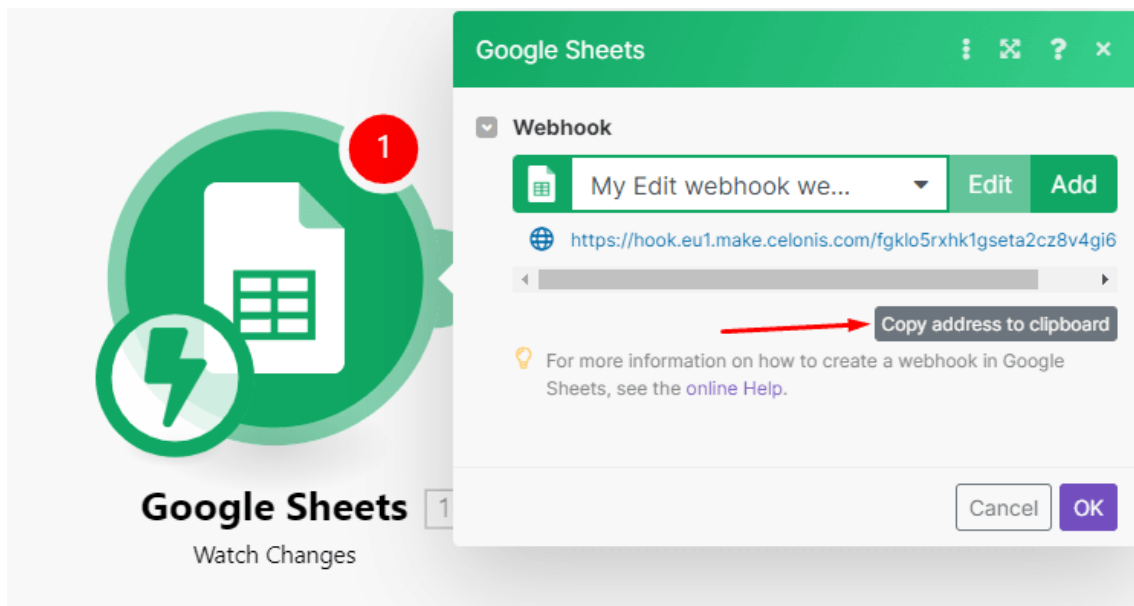 Google Sheets
?
1
Webhook
My Edit webhook we...
Edit
Add
https://hook.eu1.make.celonis.com/fgklo5rxhk1gseta2cz8v4gi6
Copy address to clipboard
For more information on how to create a webhook in Google
Sheets, see the online Help.
Google Sheets
1
Watch Changes
Cancel
OK